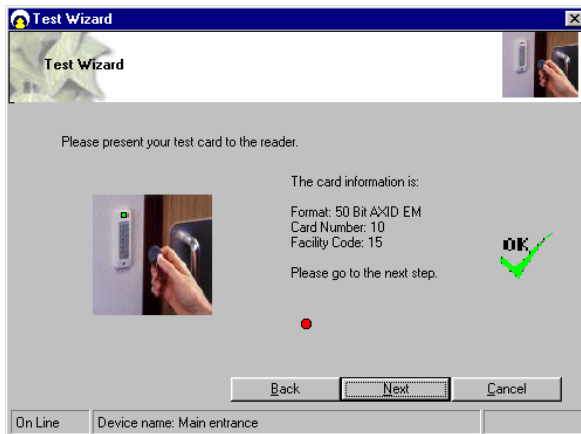 Test Wizard
Test Wizard
Please present your test card to the reader.
The card information is:
Format: 50 Bit AXID EM
Card Number: 10
Facility Code: 15
OK
Please go to the next step.
Back
Next
Cancel
On Line
Device name: Main entrance